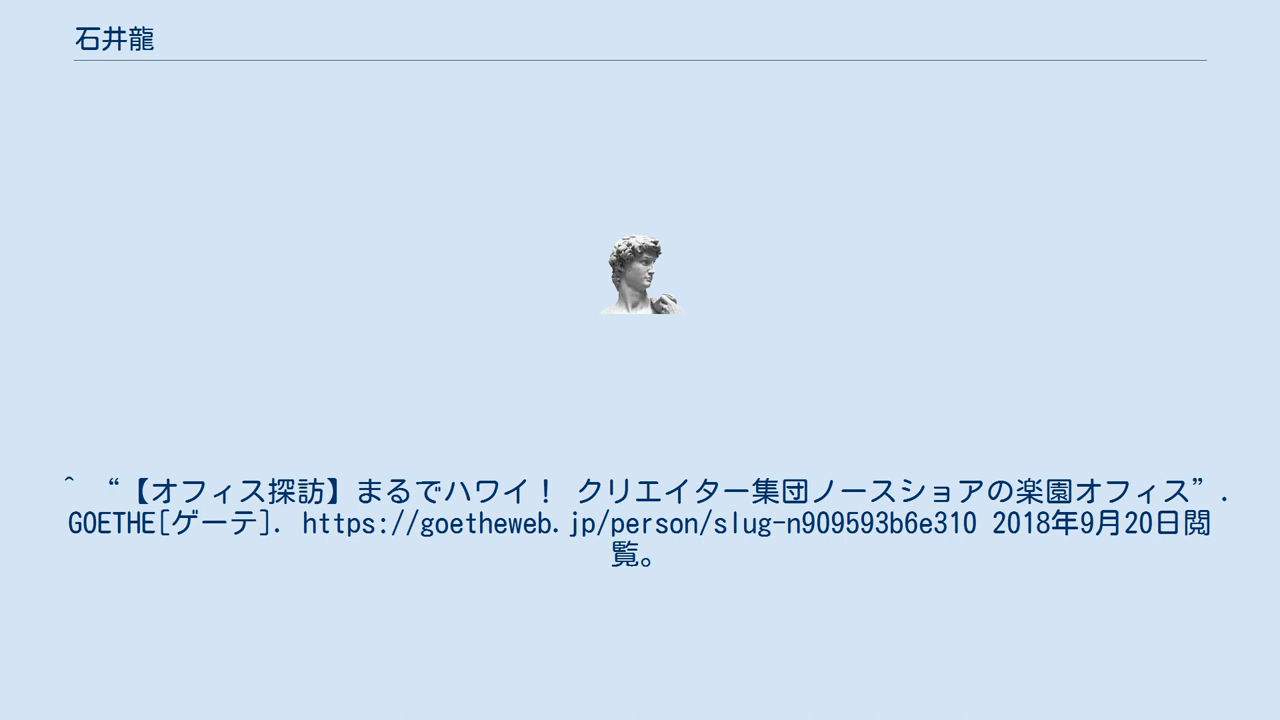 石井龍
^ “【オフィス探訪】まるでハワイ！ クリエイター集団ノースショアの楽園オフィス”.
GOETHE[ゲーテ]. https://goetheweb.jp/person/slug-n909593b6e310 2018年9月20日閲
覧。